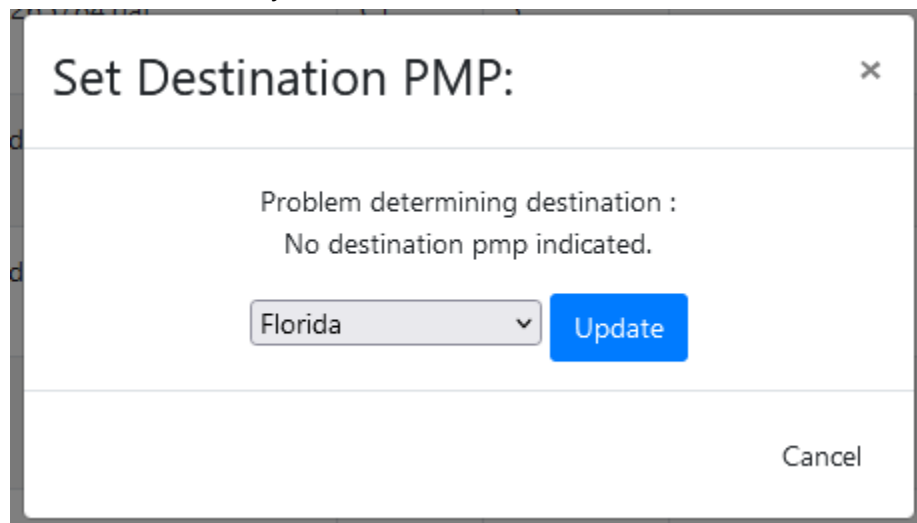 Set Destination PMP:
×
Problem determining destination :
No destination pmp indicated.
Florida
Update
Cancel